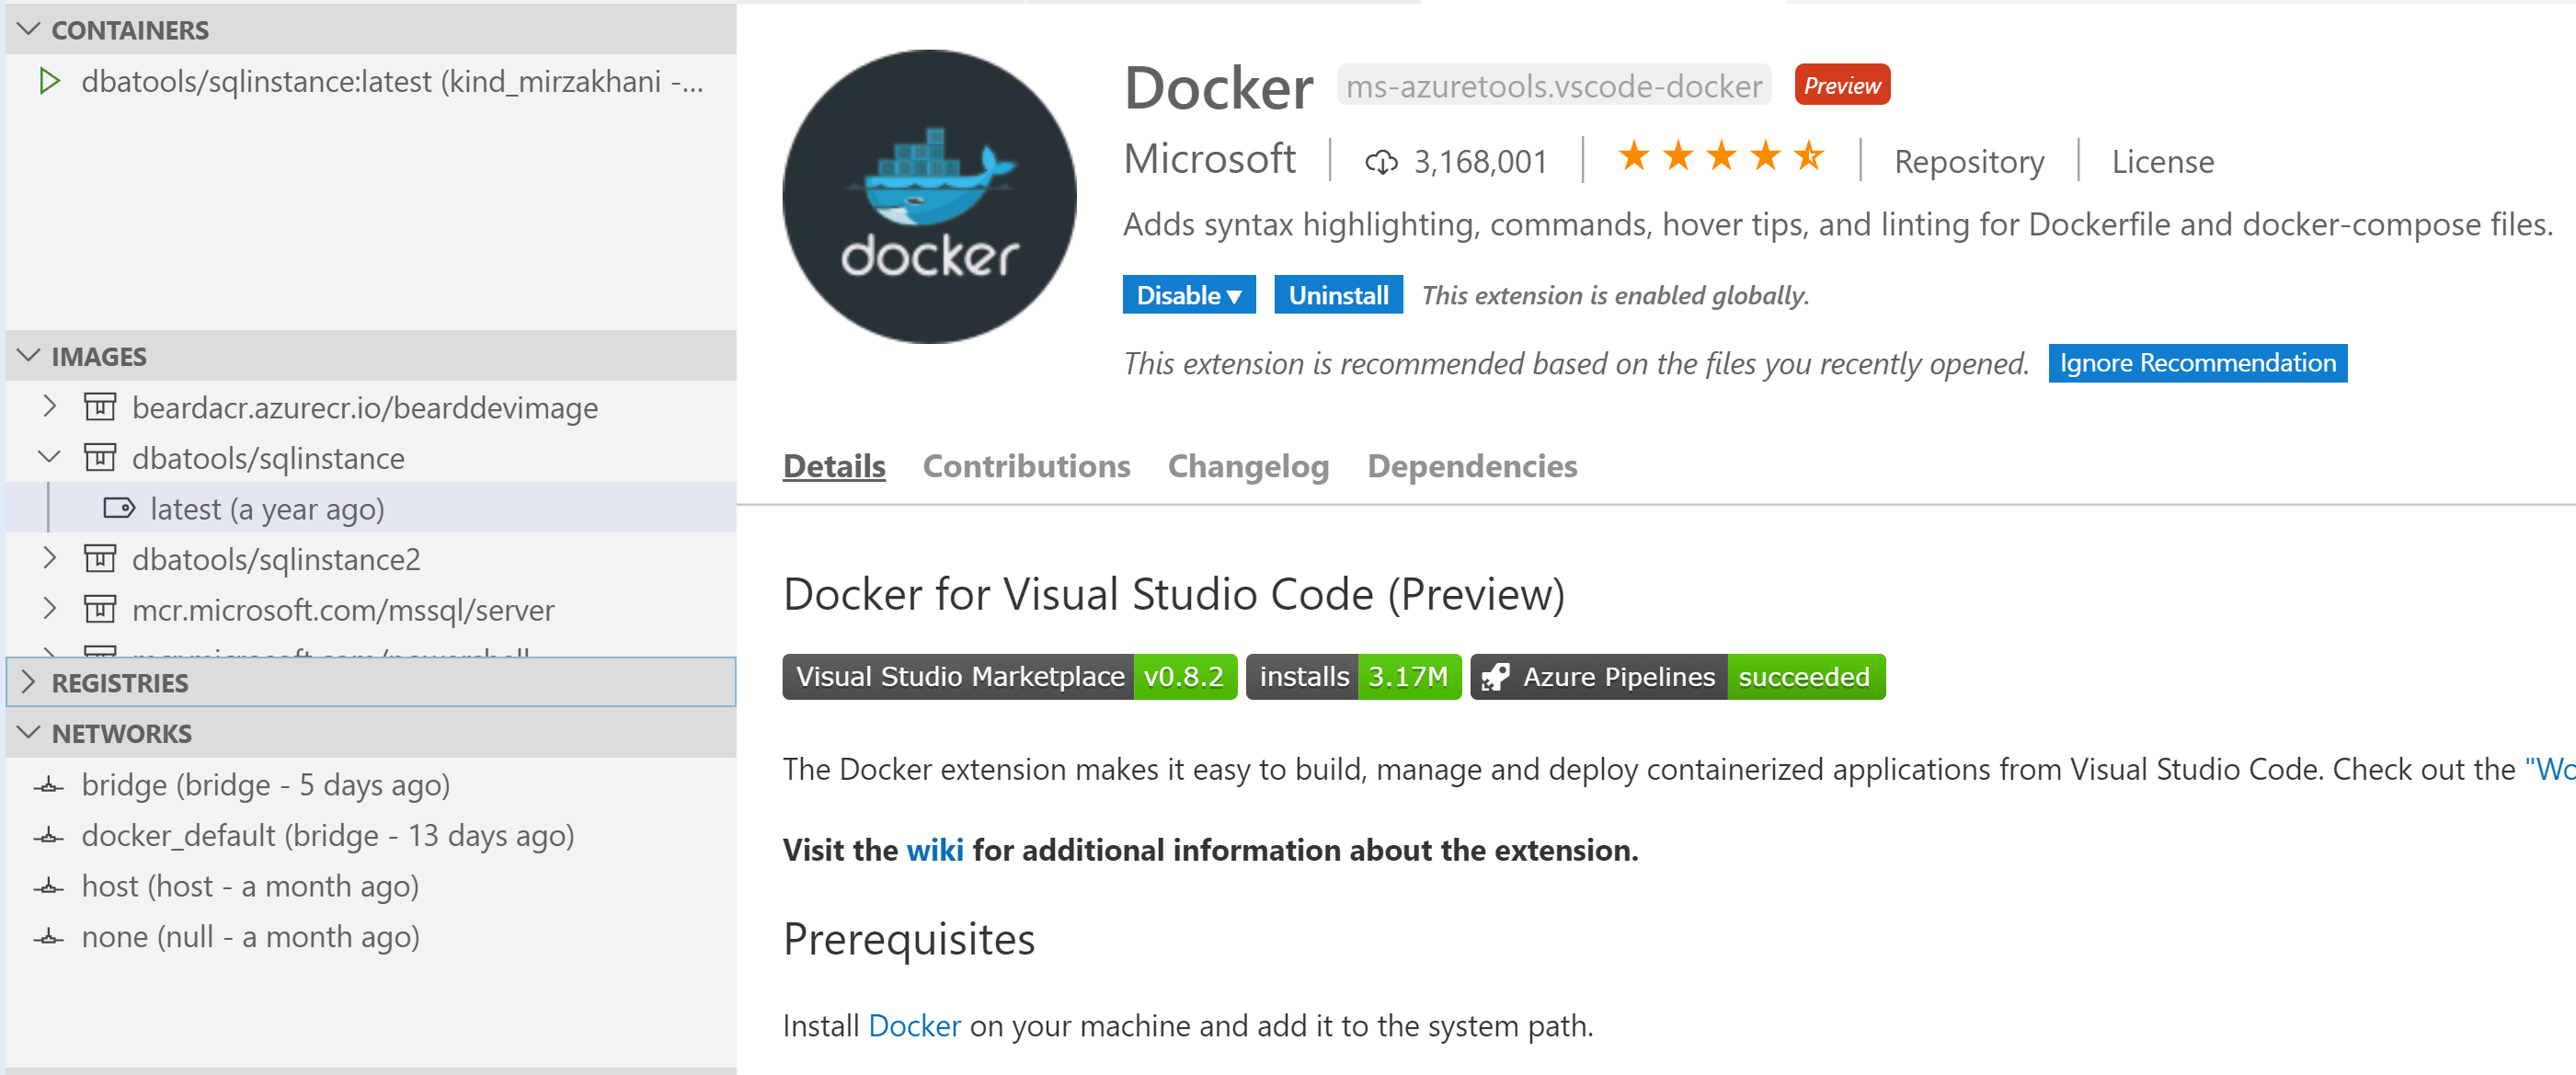 CONTAINERS
dbatools/sqlinstance:latest (kind_mirzakhani -...
IMAGES
beardacr.azurecr.io/bearddevimage
dbatools/sqlinstance
latest (a year ago)
dbatools/sqlinstance2
mcr.microsoft.com/mssql/server
mcr.microsoft.com/powershell
REGISTRIES
NETWORKS
bridge (bridge - 5 days ago)
docker_default (bridge - 13 days ago)
host (host - a month ago)
none (null - a month ago)
docker
Docker ms-azuretools.vscode-docker Preview
Microsoft 3,168,001 Repository License
Adds syntax highlighting, commands, hover tips, and linting for Dockerfile and docker-compose files.
Disable Uninstall This extension is enabled globally.
This extension is recommended based on the files you recently opened. Ignore Recommendation
Details Contributions Changelog Dependencies
Docker for Visual Studio Code (Preview)
Visual Studio Marketplace v0.8.2 installs 3.17M Azure Pipelines succeeded
The Docker extension makes it easy to build, manage and deploy containerized applications from Visual Studio Code. Check out the "Wo
Visit the wiki for additional information about the extension.
Prerequisites
Install Docker on your machine and add it to the system path.